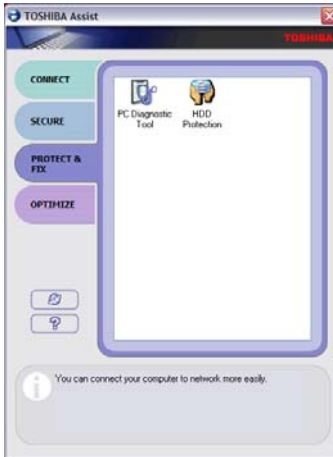 TOSHIBA Assist
TOSHIBA
CONNECT
SECURE
PROTECT &
FIX
OPTIMIZE
PC Diagnostic
Tool
HDD
Protection
You can connect your computer to network more easily.